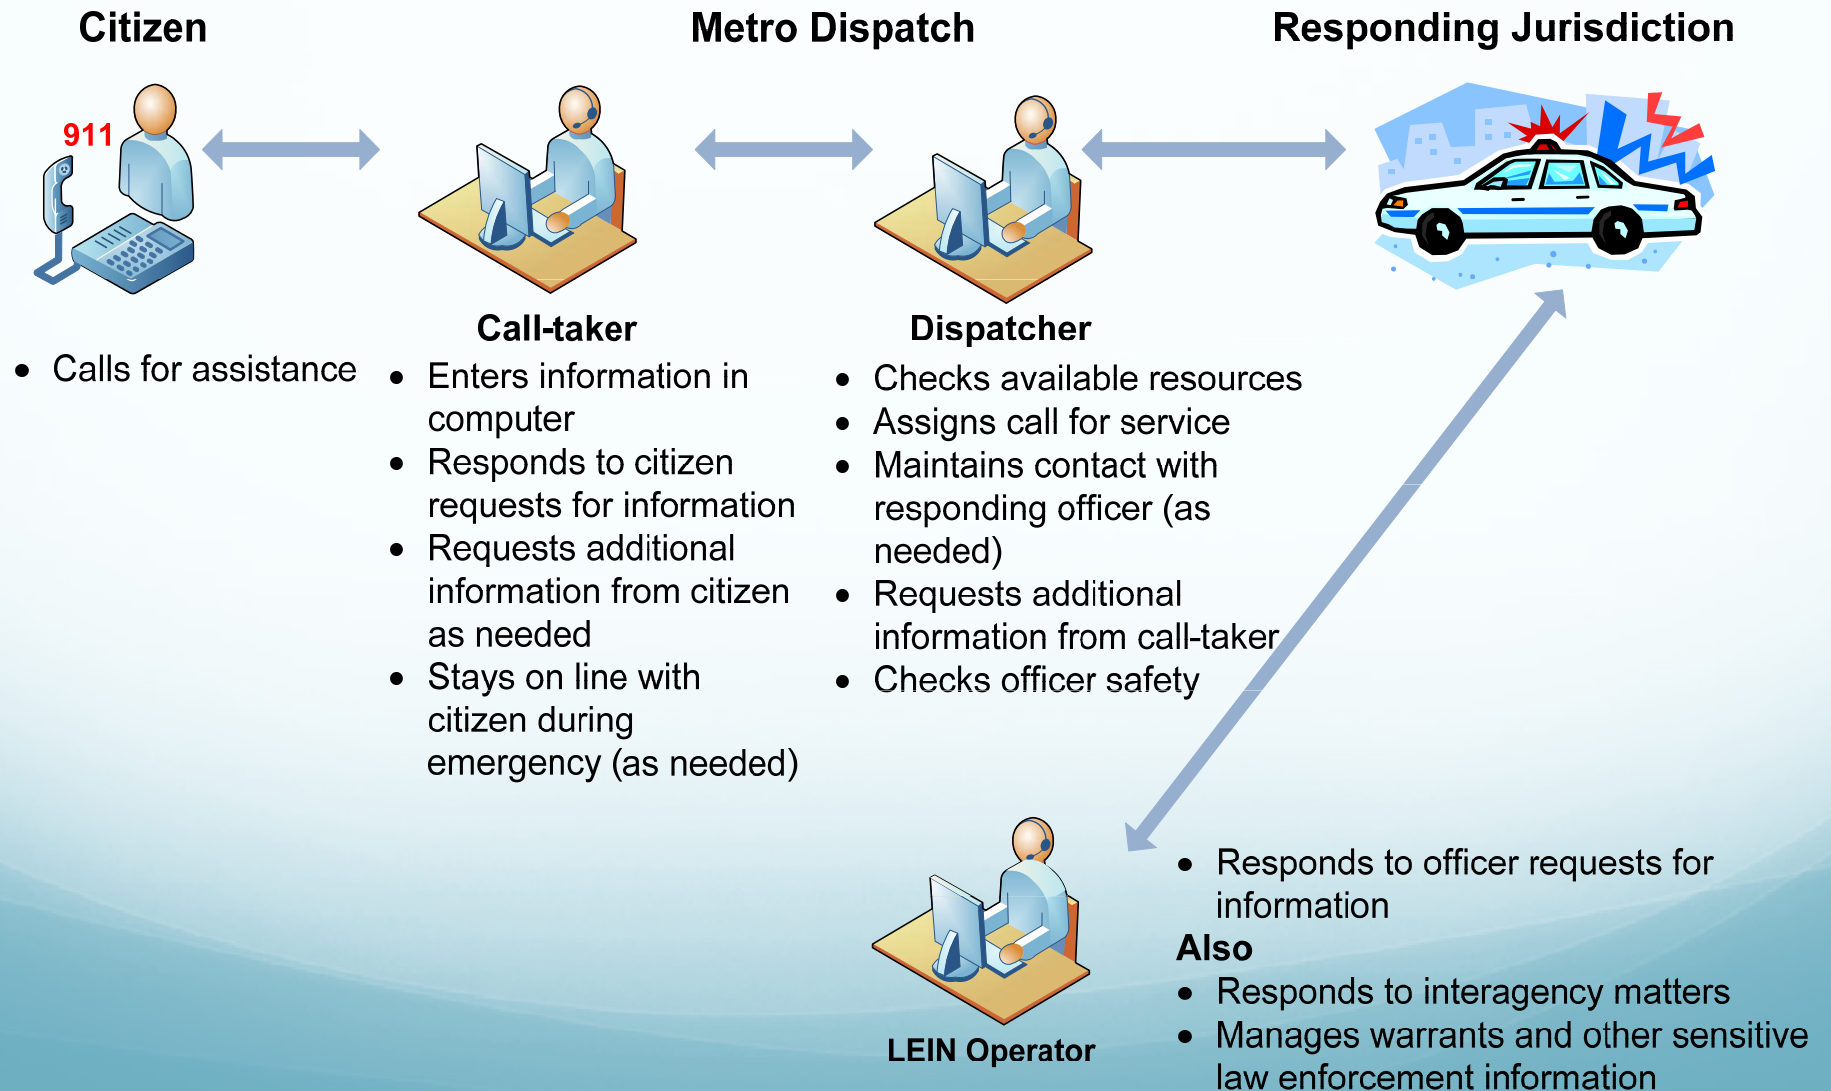 Citizen
Metro Dispatch
Responding Jurisdiction
911
Call-taker
Dispatcher
• Calls for assistance
• Enters information in
computer
• Responds to citizen
requests for information
• Requests additional
information from citizen
as needed
• Stays on line with
citizen during
emergency (as needed)
• Checks available resources
• Assigns call for service
• Maintains contact with
responding officer (as
needed)
• Requests additional
information from call-taker
• Checks officer safety
LEIN Operator
• Responds to officer requests for
information
Also
• Responds to interagency matters
• Manages warrants and other sensitive
law enforcement information